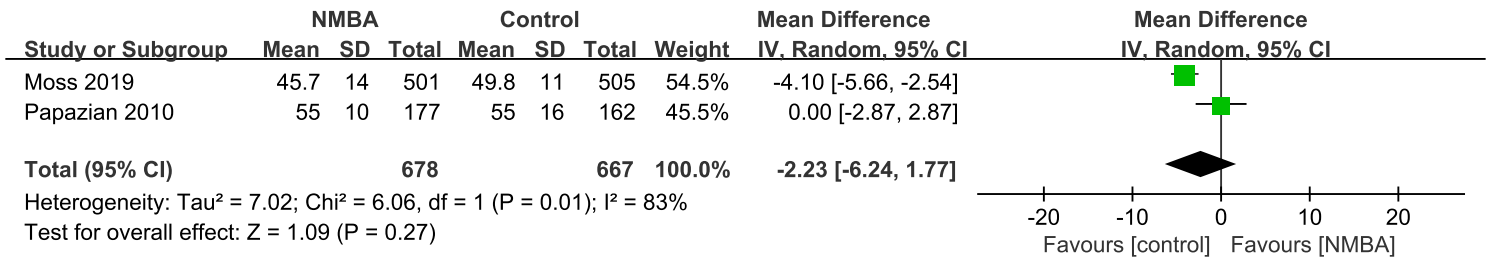 NMBA Control Mean Difference Mean Difference
Study or Subgroup Mean SD Total Mean SD Total Weight IV, Random, 95% CI IV, Random, 95% CI
Moss 2019 45.7 14 501 49.8 11 505 54.5% -4.10 [-5.66, -2.54]
Papazian 2010 55 10 177 55 16 162 45.5% 0.00 [-2.87, 2.87]
Total (95% CI) 678 667 100.0% -2.23 [-6.24, 1.77]
Heterogeneity: Tau² = 7.02; Chi² = 6.06, df = 1 (P = 0.01); I² = 83%
Test for overall effect: Z = 1.09 (P = 0.27)
-20 -10 0 10 20
Favours [control] Favours [NMBA]